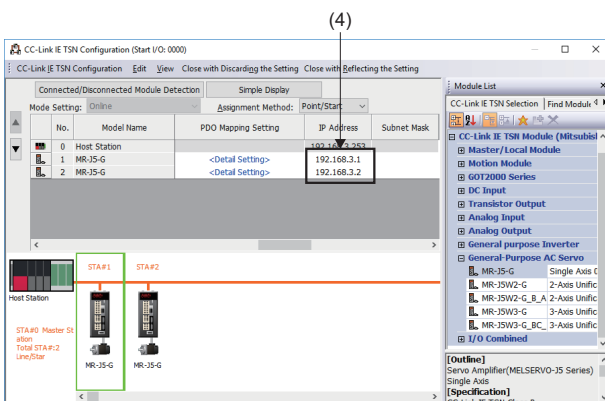 (4)
CC-Link IE TSN Configuration (Start I/O: 0000)
CC-Link IE TSN Configuration Edit View Close with Discarding the Setting Close with Reflecting the Setting
Connected/Disconnected Module Detection Simple Display
Mode Setting: Online Assignment Method: Point/Start
No. Model Name PDO Mapping Setting IP Address Subnet Mask
0 Host Station 192.168.3.253
1 MR-J5-G <Detail Setting> 192.168.3.1
2 MR-J5-G <Detail Setting> 192.168.3.2
STA#1 STA#2
Host Station
STA#0 Master St
ation
Total STA#:2
Line/Star
MR-J5-G MR-J5-G
Module List
CC-Link IE TSN Selection Find Module
CC-Link IE TSN Module (Mitsubisl
Master/Local Module
Motion Module
GOT2000 Series
DC Input
Transistor Output
Analog Input
Analog Output
General purpose Inverter
General-Purpose AC Servo
MR-J5-G Single Axis
MR-J5W2-G 2-Axis Unific
MR-J5W2-G_B_A 2-Axis Unific
MR-J5W3-G 3-Axis Unific
MR-J5W3-G_BC_ 3-Axis Unific
I/O Combined
[Outline]
Servo Amplifier(MELSERVO-J5 Series)
Single Axis
[Specification]